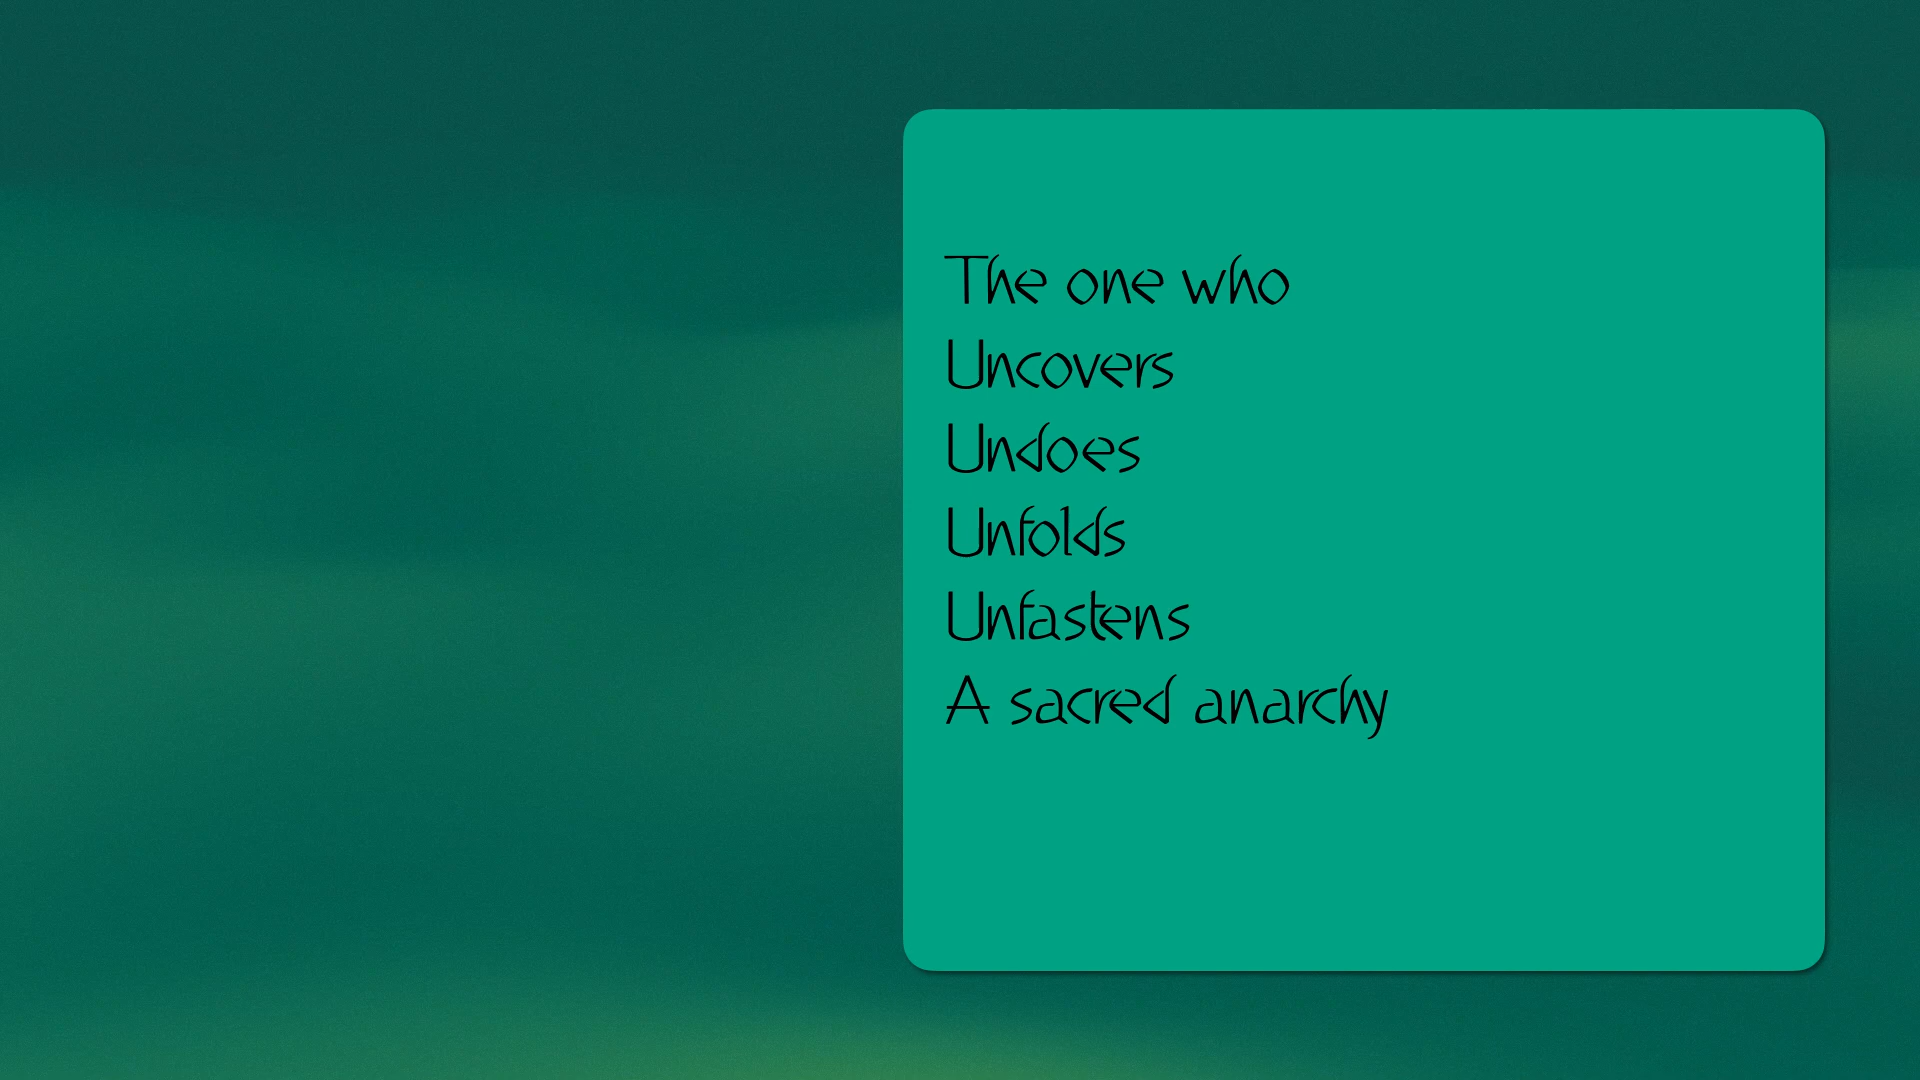 The one who
Uncovers
Undoes
Unfolds
Unfastens
A sacred anarchy